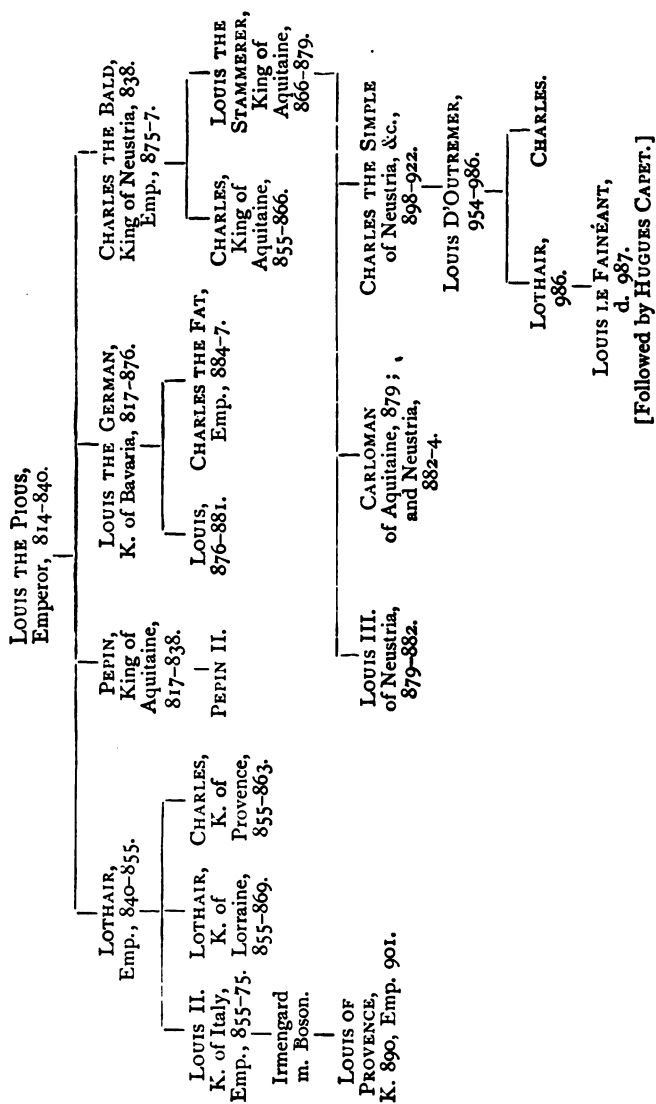 LOUIS THE PIOUS,
Emperor, 814–840.
LOTHAIR,
Emp., 840–855.
PEPIN,
King of
Aquitaine,
817–838.
LOUIS THE GERMAN,
K. of Bavaria, 817–876.
CHARLES THE BALD,
King of Neustria, 838.
Emp., 875–7.
LOUIS II.
K. of Italy,
Emp., 855–75.
LOTHAIR,
K. of
Lorraine,
855–869.
CHARLES,
K. of
Provence,
855–863.
PEPIN II.
LOUIS,
876–881.
CHARLES THE FAT,
Emp., 884–7.
CHARLES,
King of
Aquitaine,
855–866.
LOUIS THE
STAMMERER,
King of
Aquitaine,
866–879.
Irmengard
m. Boson.
LOUIS OF
PROVENCE,
K. 890, Emp. 901.
LOUIS III.
of Neustria,
879–882.
CARLOMAN
of Aquitaine, 879;
and Neustria,
882–4.
CHARLES THE SIMPLE
of Neustria, &c.,
898–922.
LOUIS D'OUTREMER,
954–986.
LOTHAIR,
986.
CHARLES.
LOUIS LE FAINÉANT,
d. 987.
[Followed by HUGUES CAPET.]